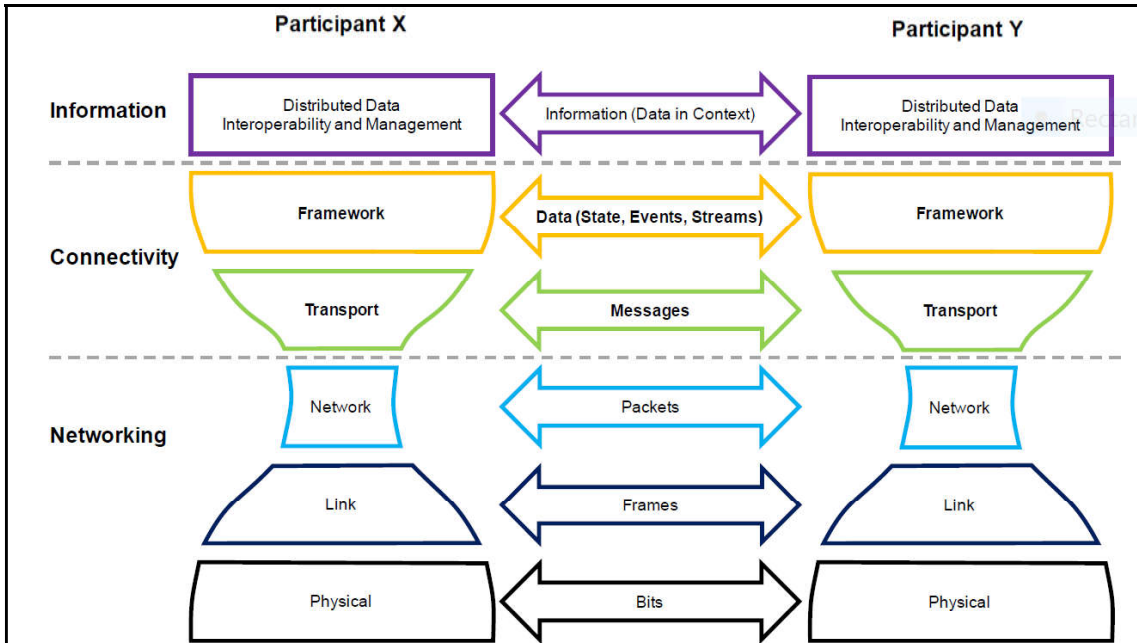 Participant X
Participant Y
Information
Distributed Data
Interoperability and Management
Information (Data in Context)
Distributed Data
Interoperability and Management
Rectan
Framework
Data (State, Events, Streams)
Framework
Connectivity
Transport
Messages
Transport
Network
Packets
Network
Networking
Link
Frames
Link
Physical
Bits
Physical